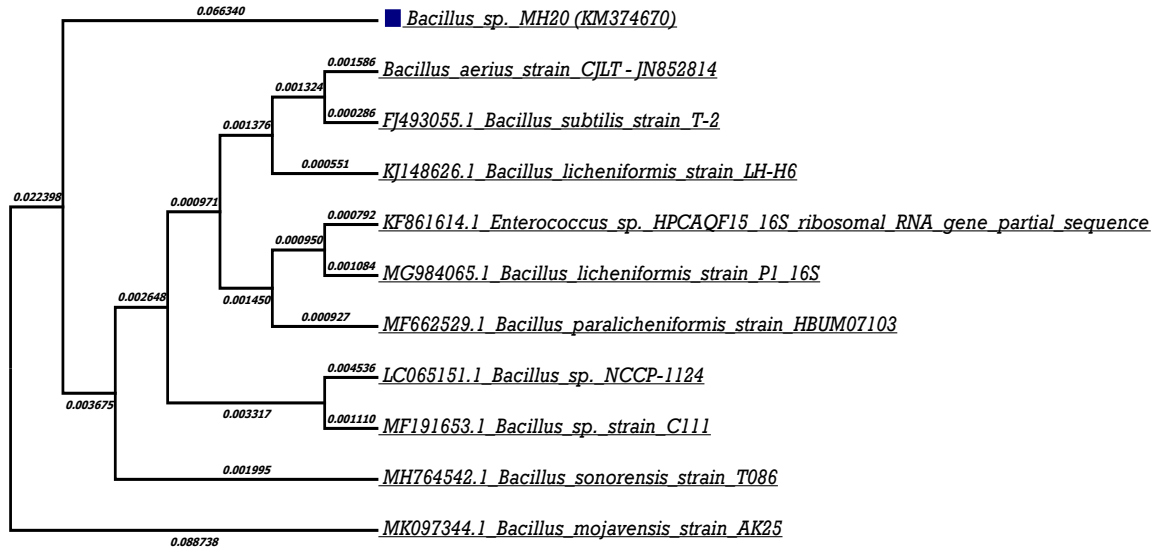 0.066340
Bacillus_sp._MH20 (KM374670)
0.001586
Bacillus_aerius_strain_CJLT - JN852814
0.001324
0.000286
FJ493055.1_Bacillus_subtilis_strain_T-2
0.001376
0.000551
KJ148626.1_Bacillus_licheniformis_strain_LH-H6
0.022398
0.000971
0.000792
KF861614.1_Enterococcus_sp._HPCAQF15_16S_ribosomal_RNA_gene_partial_sequence
0.000950
0.001084
MG984065.1_Bacillus_licheniformis_strain_P1_16S
0.002648
0.001450
0.000927
MF662529.1_Bacillus_paralicheniformis_strain_HBUM07103
0.004536
LC065151.1_Bacillus_sp._NCCP-1124
0.003675
0.003317
0.001110
MF191653.1_Bacillus_sp._strain_C111
0.001995
MH764542.1_Bacillus_sonorensis_strain_T086
MK097344.1_Bacillus_mojavensis_strain_AK25
0.088738